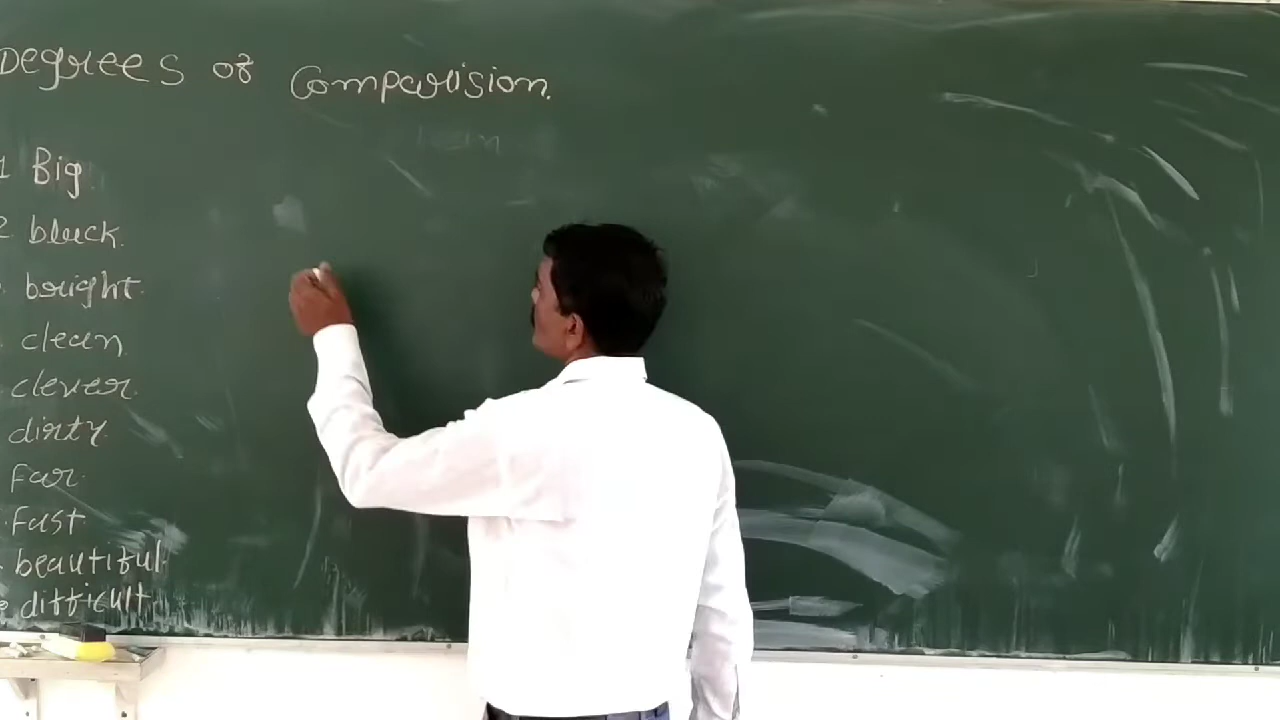 Degrees of Comparision.
1 Big
2 black.
bright.
clean.
clever.
dirty.
Far.
Fast
beautiful.
difficult.